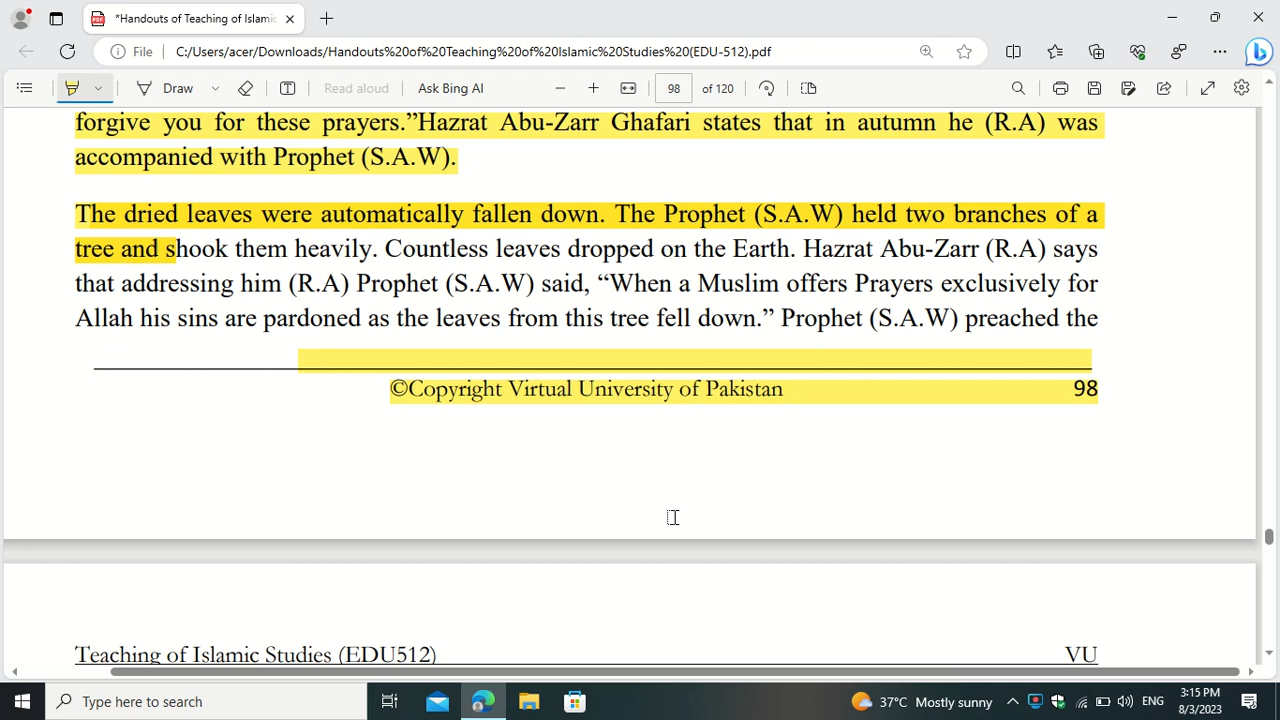 *Handouts of Teaching of Islamic
File
C:/Users/acer/Downloads/Handouts%20of%20Teaching%20of%20Islamic%20Studies%20(EDU-512).pdf
Draw
Read aloud
Ask Bing AI
98
of 120
forgive you for these prayers.”Hazrat Abu-Zarr Ghafari states that in autumn he (R.A) was
accompanied with Prophet (S.A.W).
The dried leaves were automatically fallen down. The Prophet (S.A.W) held two branches of a
tree and shook them heavily. Countless leaves dropped on the Earth. Hazrat Abu-Zarr (R.A) says
that addressing him (R.A) Prophet (S.A.W) said, “When a Muslim offers Prayers exclusively for
Allah his sins are pardoned as the leaves from this tree fell down.” Prophet (S.A.W) preached the
©Copyright Virtual University of Pakistan
98
Teaching of Islamic Studies (EDU512)
VU
Type here to search
37°C Mostly sunny
ENG
3:15 PM
8/3/2023